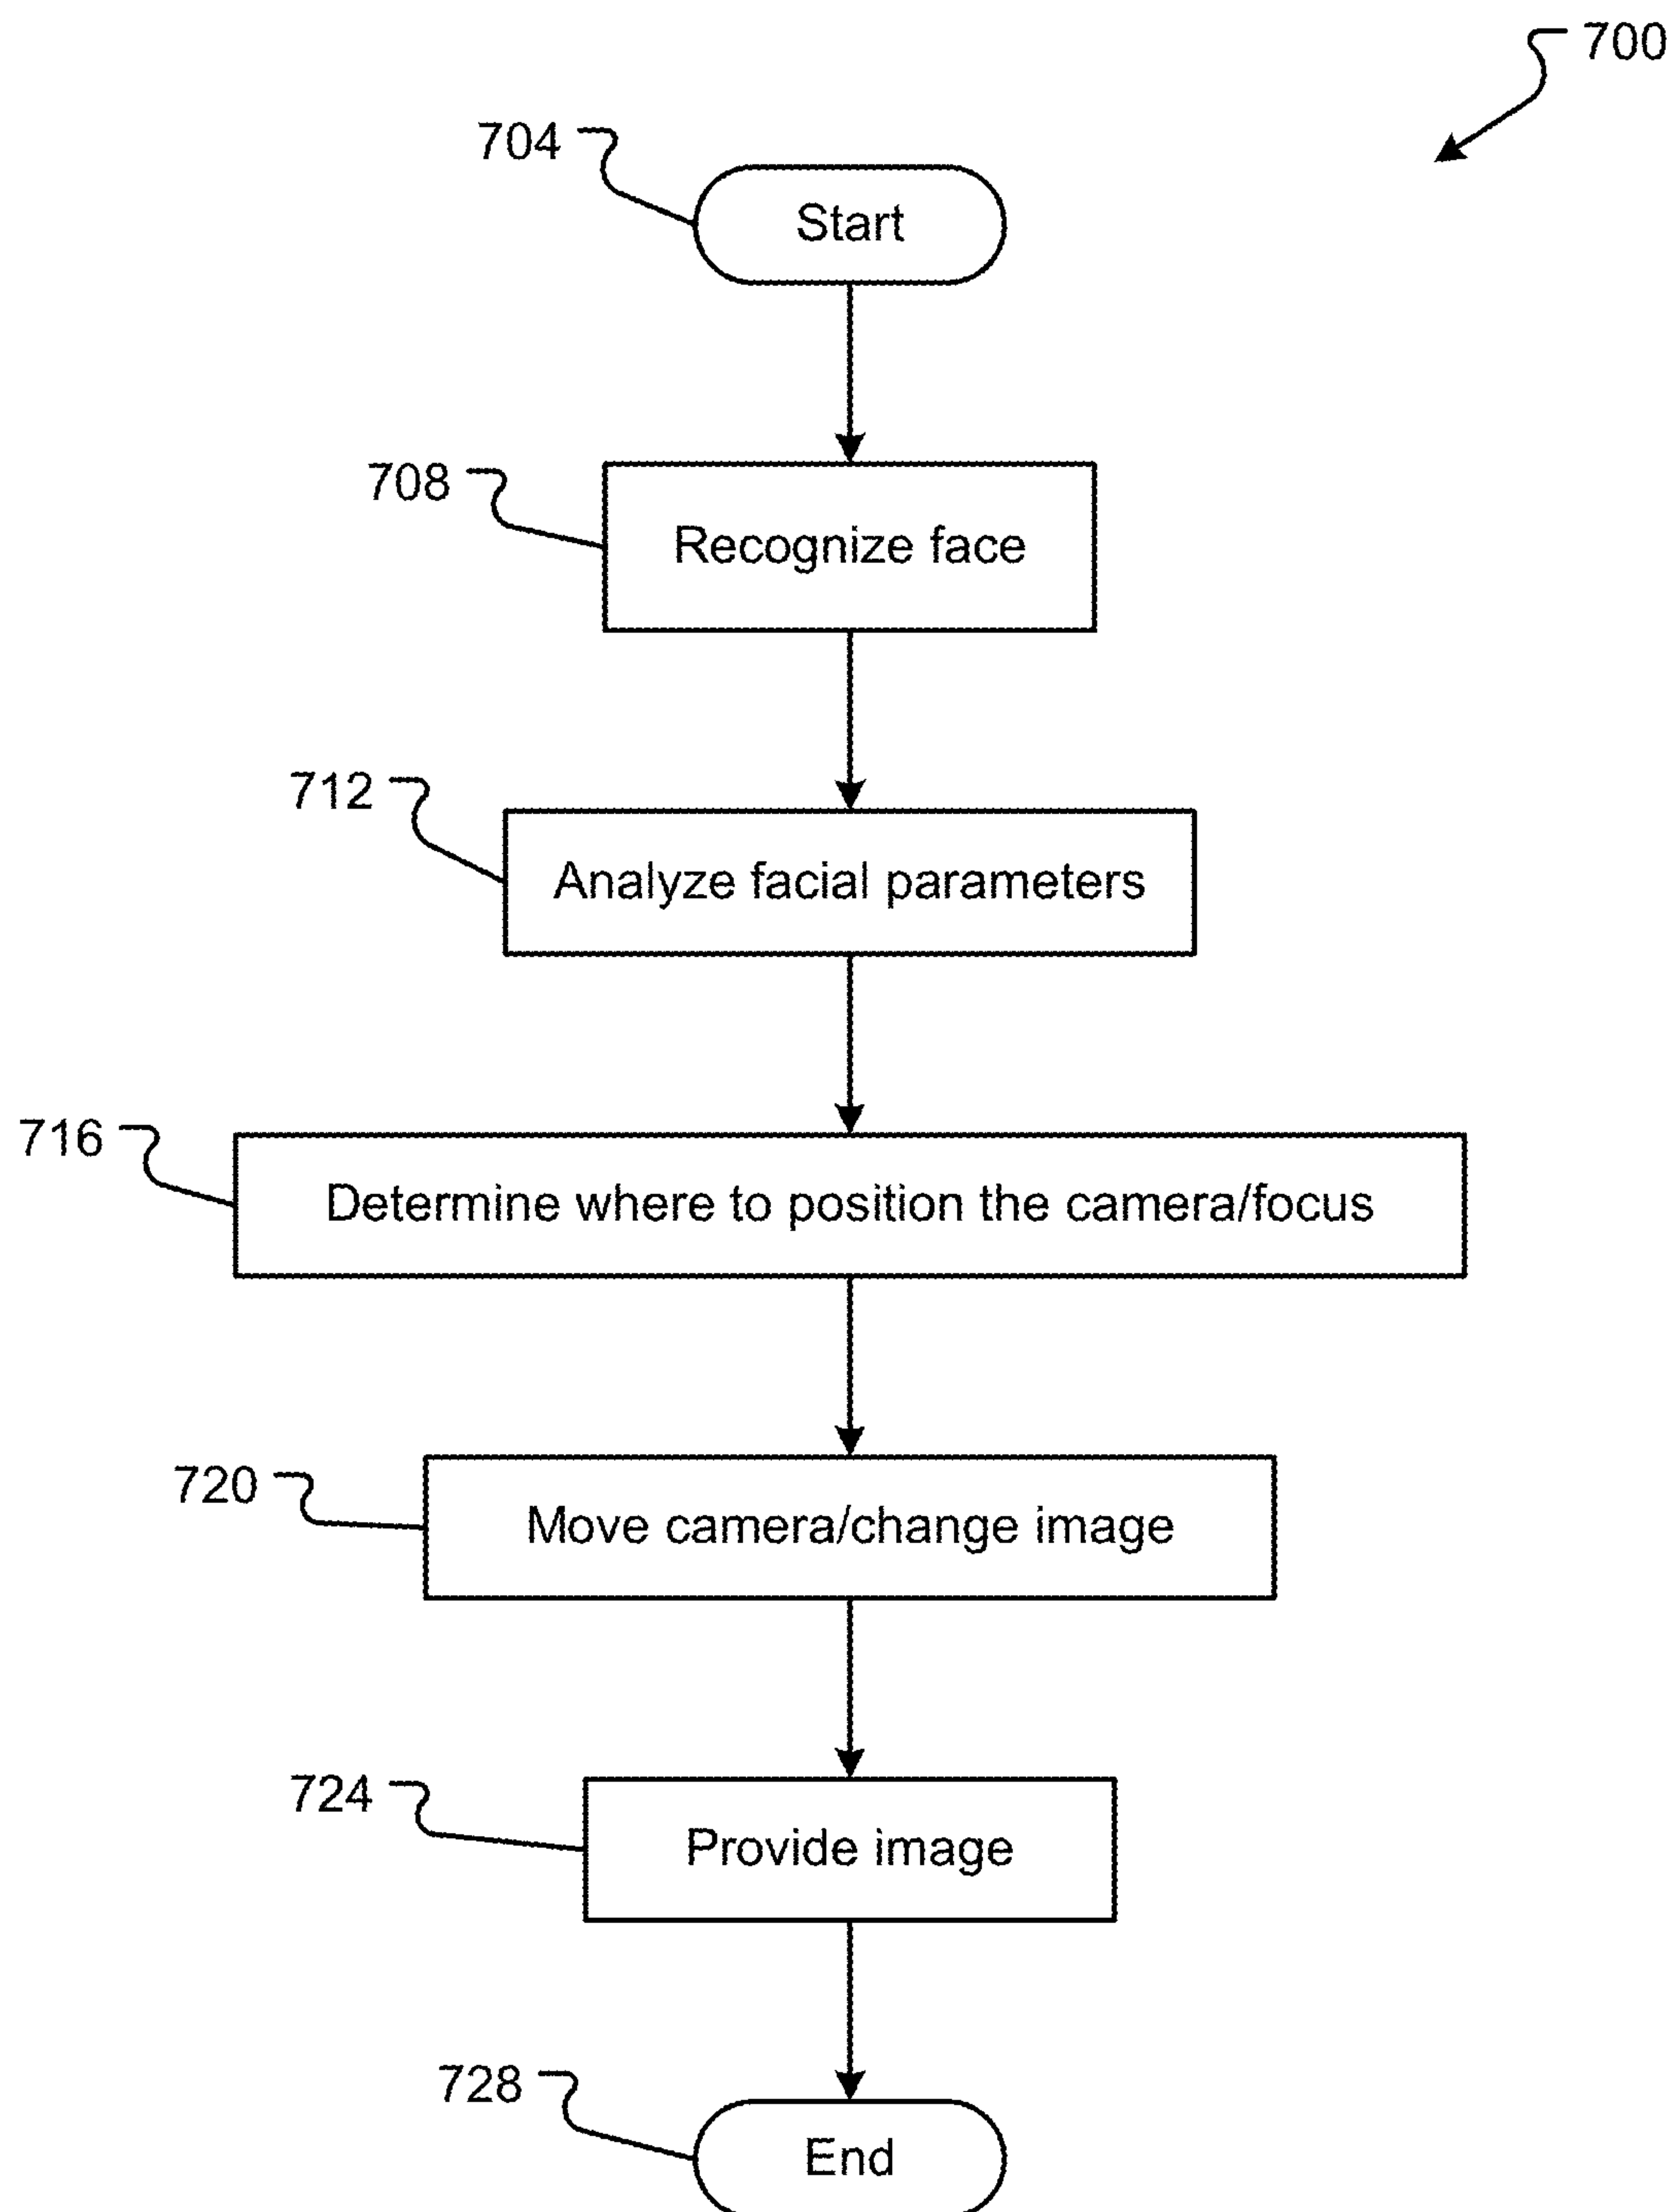 700
704
Start
708
Recognize face
712
Analyze facial parameters
716
Determine where to position the camera/focus
720
Move camera/change image
724
Provide image
728
End